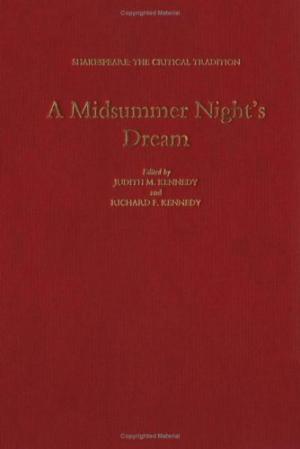 Copyrighted Material
SHAKESPEARE: THE CRITICAL TRADITION
A Midsummer Night's
Dream
Edited by
JUDITH M. KENNEDY
and
RICHARD F. KENNEDY
Copyrighted Material